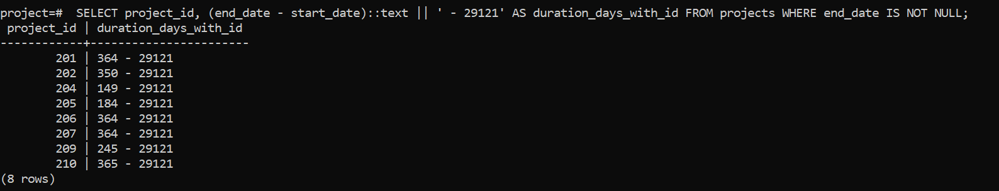 project=#  SELECT project_id, (end_date - start_date)::text || ' - 29121' AS duration_days_with_id FROM projects WHERE end_date IS NOT NULL;
 project_id | duration_days_with_id
------------+-----------------------
        201 | 364 - 29121
        202 | 350 - 29121
        204 | 149 - 29121
        205 | 184 - 29121
        206 | 364 - 29121
        207 | 364 - 29121
        209 | 245 - 29121
        210 | 365 - 29121
(8 rows)